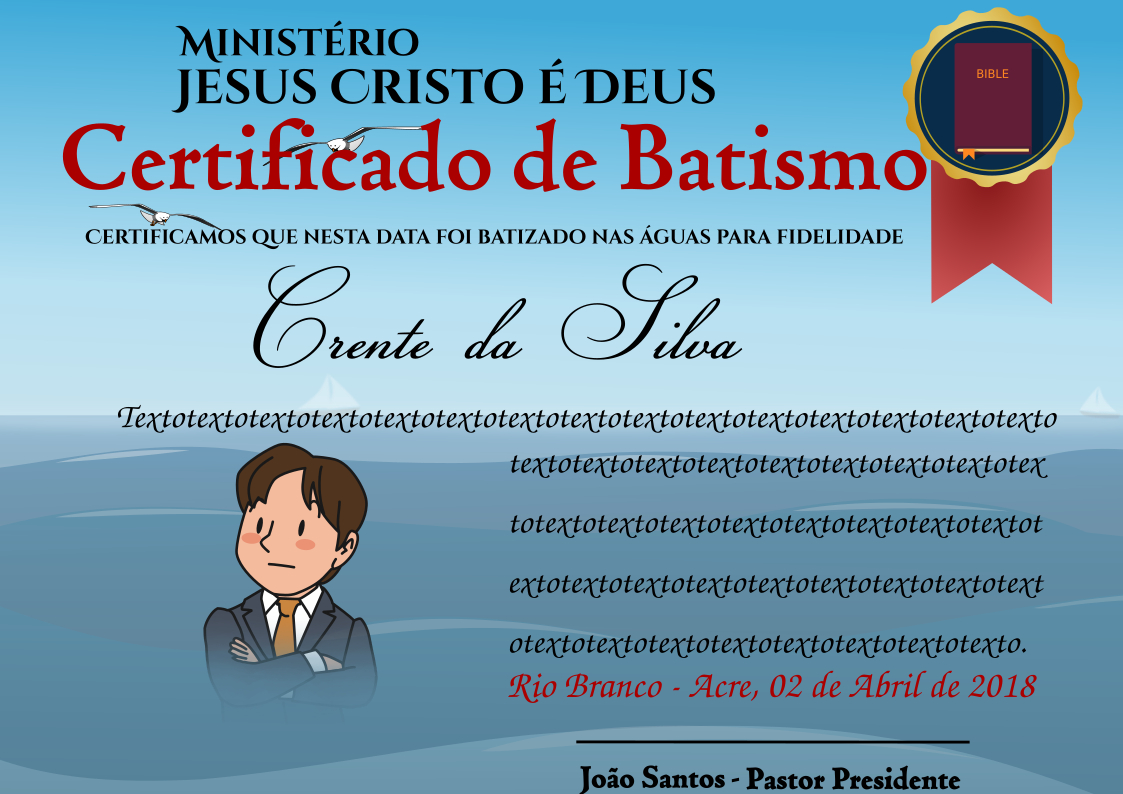 Ministério
Jesus Cristo é Deus
BIBLE
Certificado de Batismo
Certificamos que nesta data foi batizado nas águas para fidelidade
Crente da Silva
Textotextotextotextotextotextotextotextotextotextotextotextotextotextotexto
textotextotextotextotextotextotextotextotex
totextotextotextotextotextotextotextotextot
extotextotextotextotextotextotextotextotext
otextotextotextotextotextotextotextotexto.
Rio Branco - Acre, 02 de Abril de 2018
João Santos - Pastor Presidente